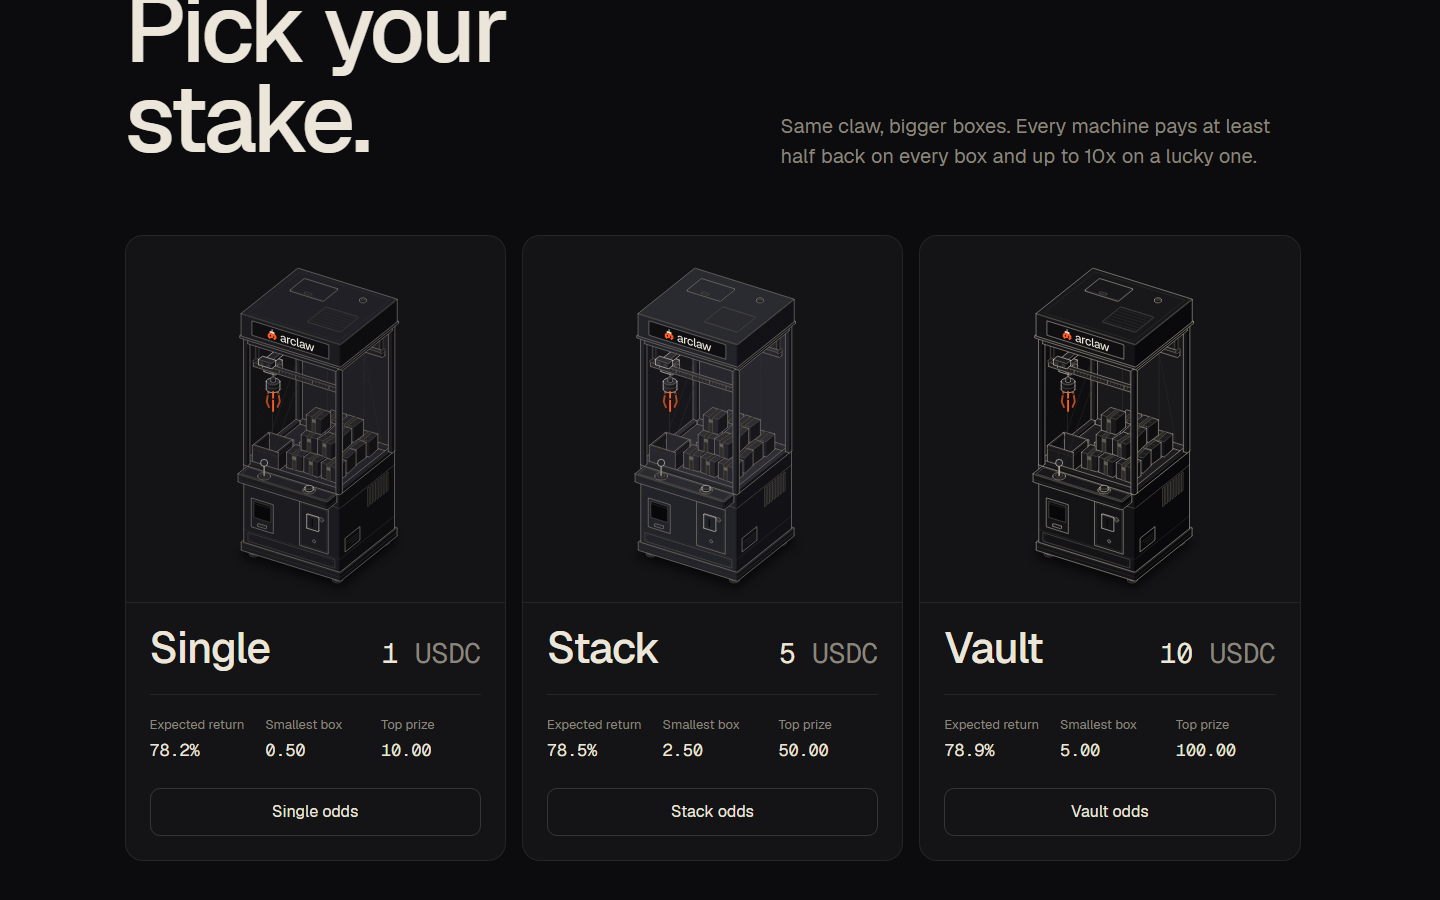 Pick your
stake.
Same claw, bigger boxes. Every machine pays at least
half back on every box and up to 10x on a lucky one.
arclaw
arclaw
arclaw
Single 1 USDC
Stack 5 USDC
Vault 10 USDC
Expected return Smallest box Top prize
78.2% 0.50 10.00
Expected return Smallest box Top prize
78.5% 2.50 50.00
Expected return Smallest box Top prize
78.9% 5.00 100.00
Single odds
Stack odds
Vault odds